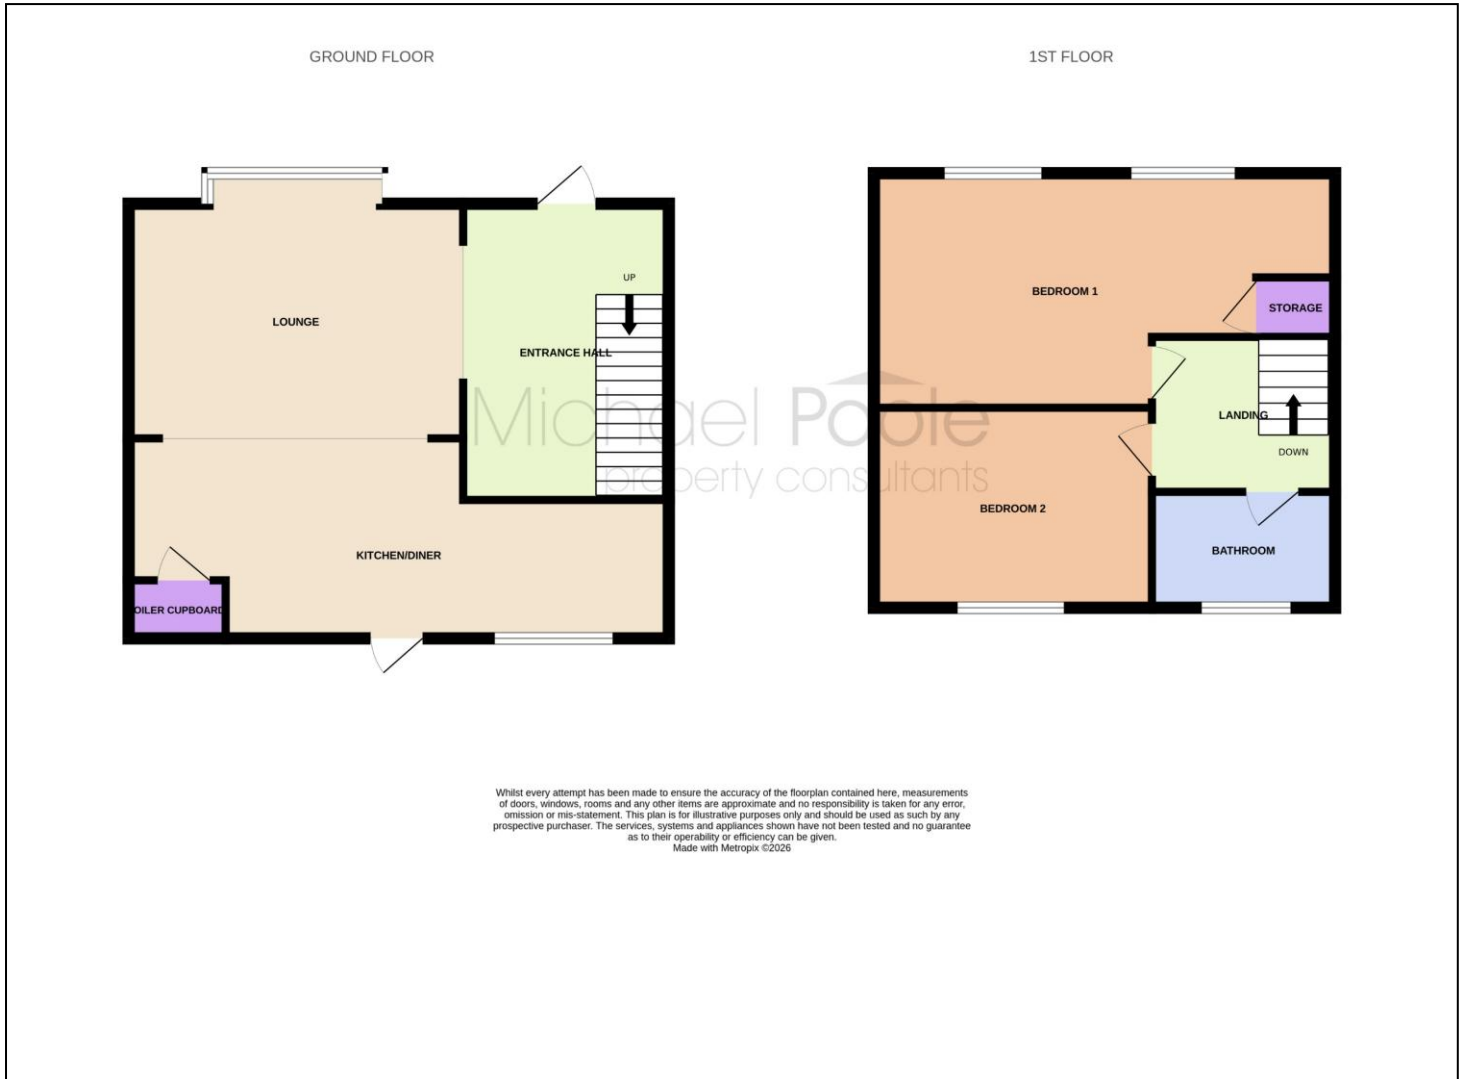 GROUND FLOOR
1ST FLOOR
LOUNGE
UP
ENTRANCE HALL
KITCHEN/DINER
OILER CUPBOARD
BEDROOM 1
STORAGE
LANDING
DOWN
BEDROOM 2
BATHROOM
Michael Poole
property consultants
Whilst every attempt has been made to ensure the accuracy of the floorplan contained here, measurements
of doors, windows, rooms and any other items are approximate and no responsibility is taken for any error,
omission or mis-statement. This plan is for illustrative purposes only and should be used as such by any
prospective purchaser. The services, systems and appliances shown have not been tested and no guarantee
as to their operability or efficiency can be given.
Made with Metropix ©2026